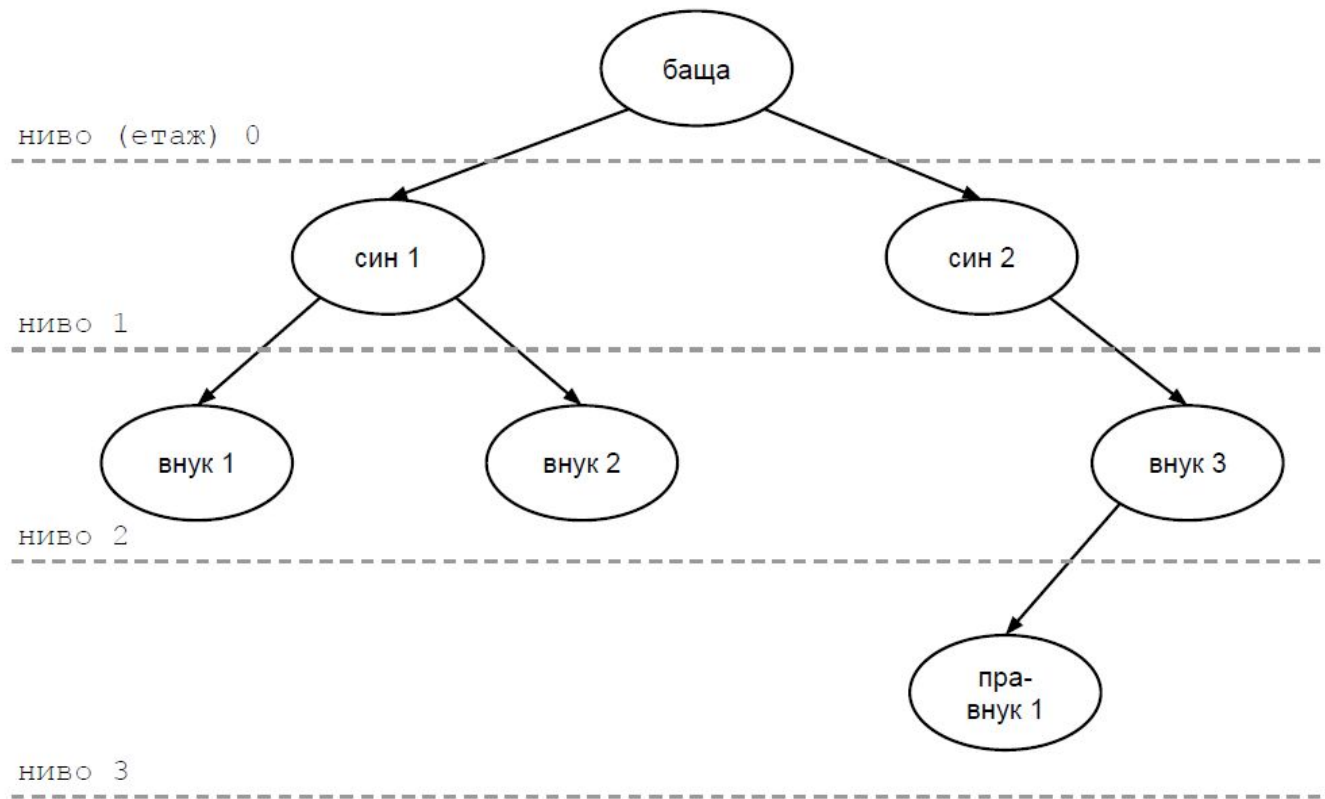 баща
ниво (етаж) 0
син 1
син 2
ниво 1
внук 1
внук 2
внук 3
ниво 2
пра-
внук 1
ниво 3